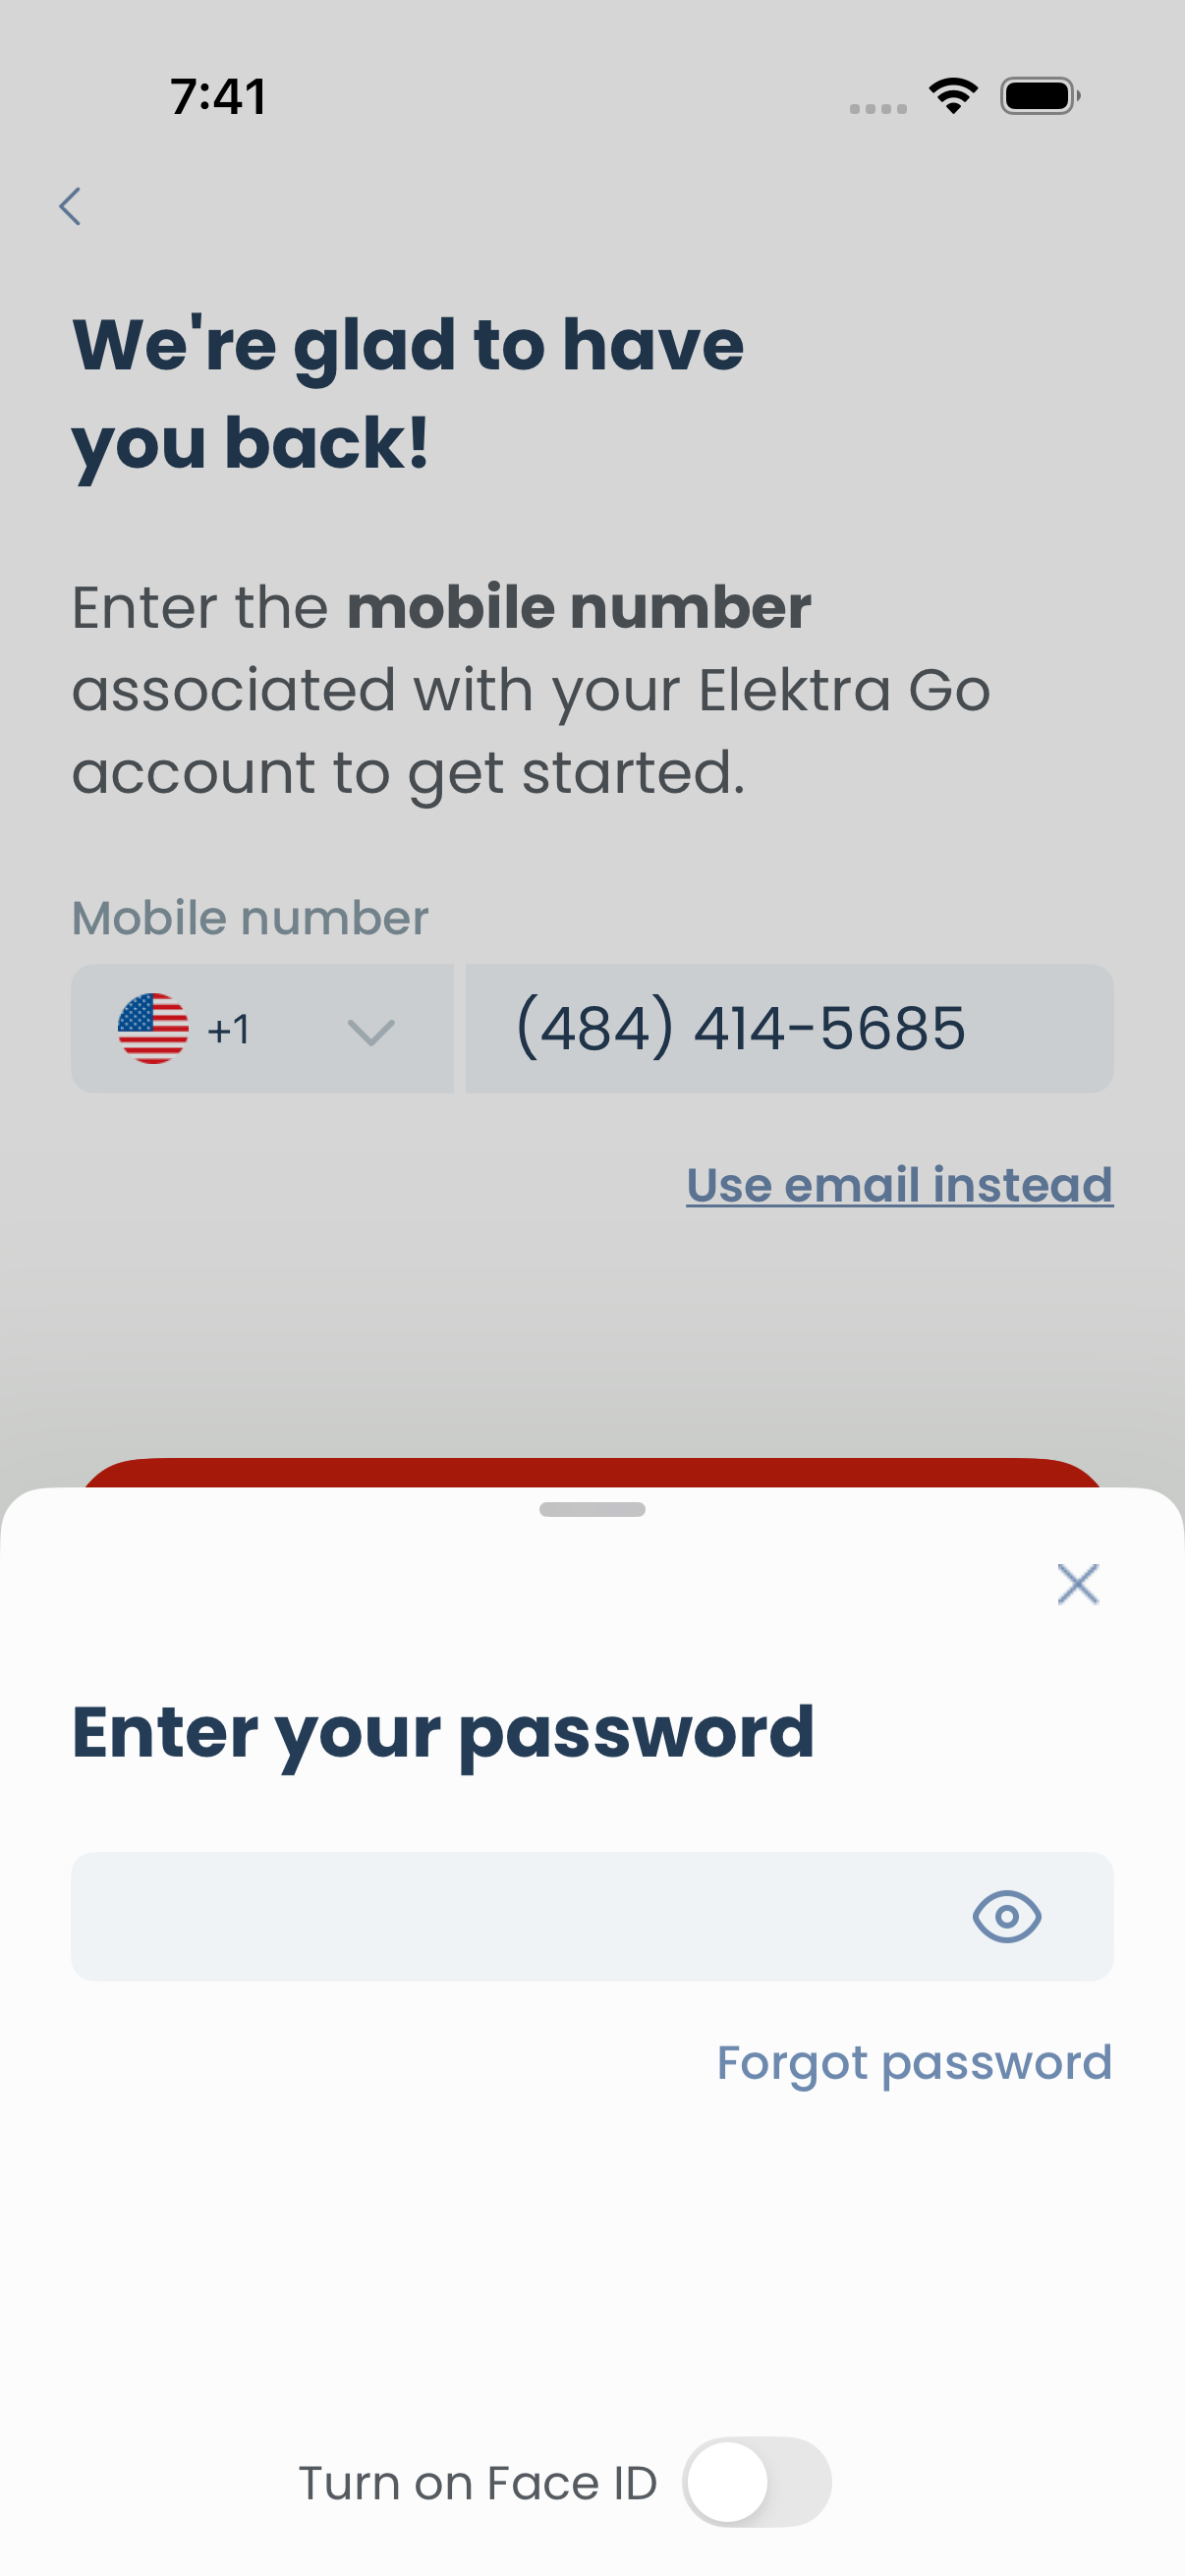 7:41
We're glad to have
you back!
Enter the mobile number
associated with your Elektra Go
account to get started.
Mobile number
+1
(484) 414-5685
Use email instead
Enter your password
Forgot password
Turn on Face ID